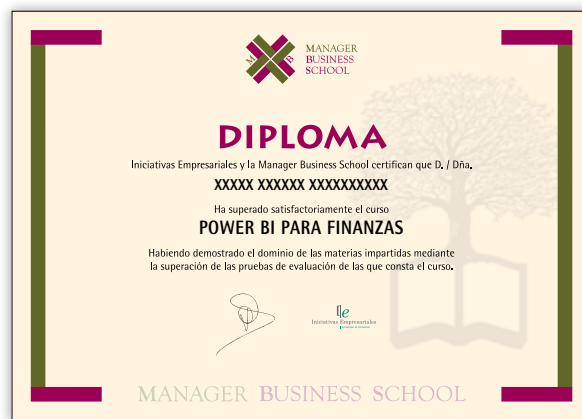 M B
MANAGER
BUSINESS
SCHOOL
DIPLOMA
Iniciativas Empresariales y la Manager Business School certifican que D. / Dña.
XXXXX XXXXXX XXXXXXXXXX
Ha superado satisfactoriamente el curso
POWER BI PARA FINANZAS
Habiendo demostrado el dominio de las materias impartidas mediante
la superación de las pruebas de evaluación de las que consta el curso.
Iniciativas Empresariales
MANAGER BUSINESS SCHOOL